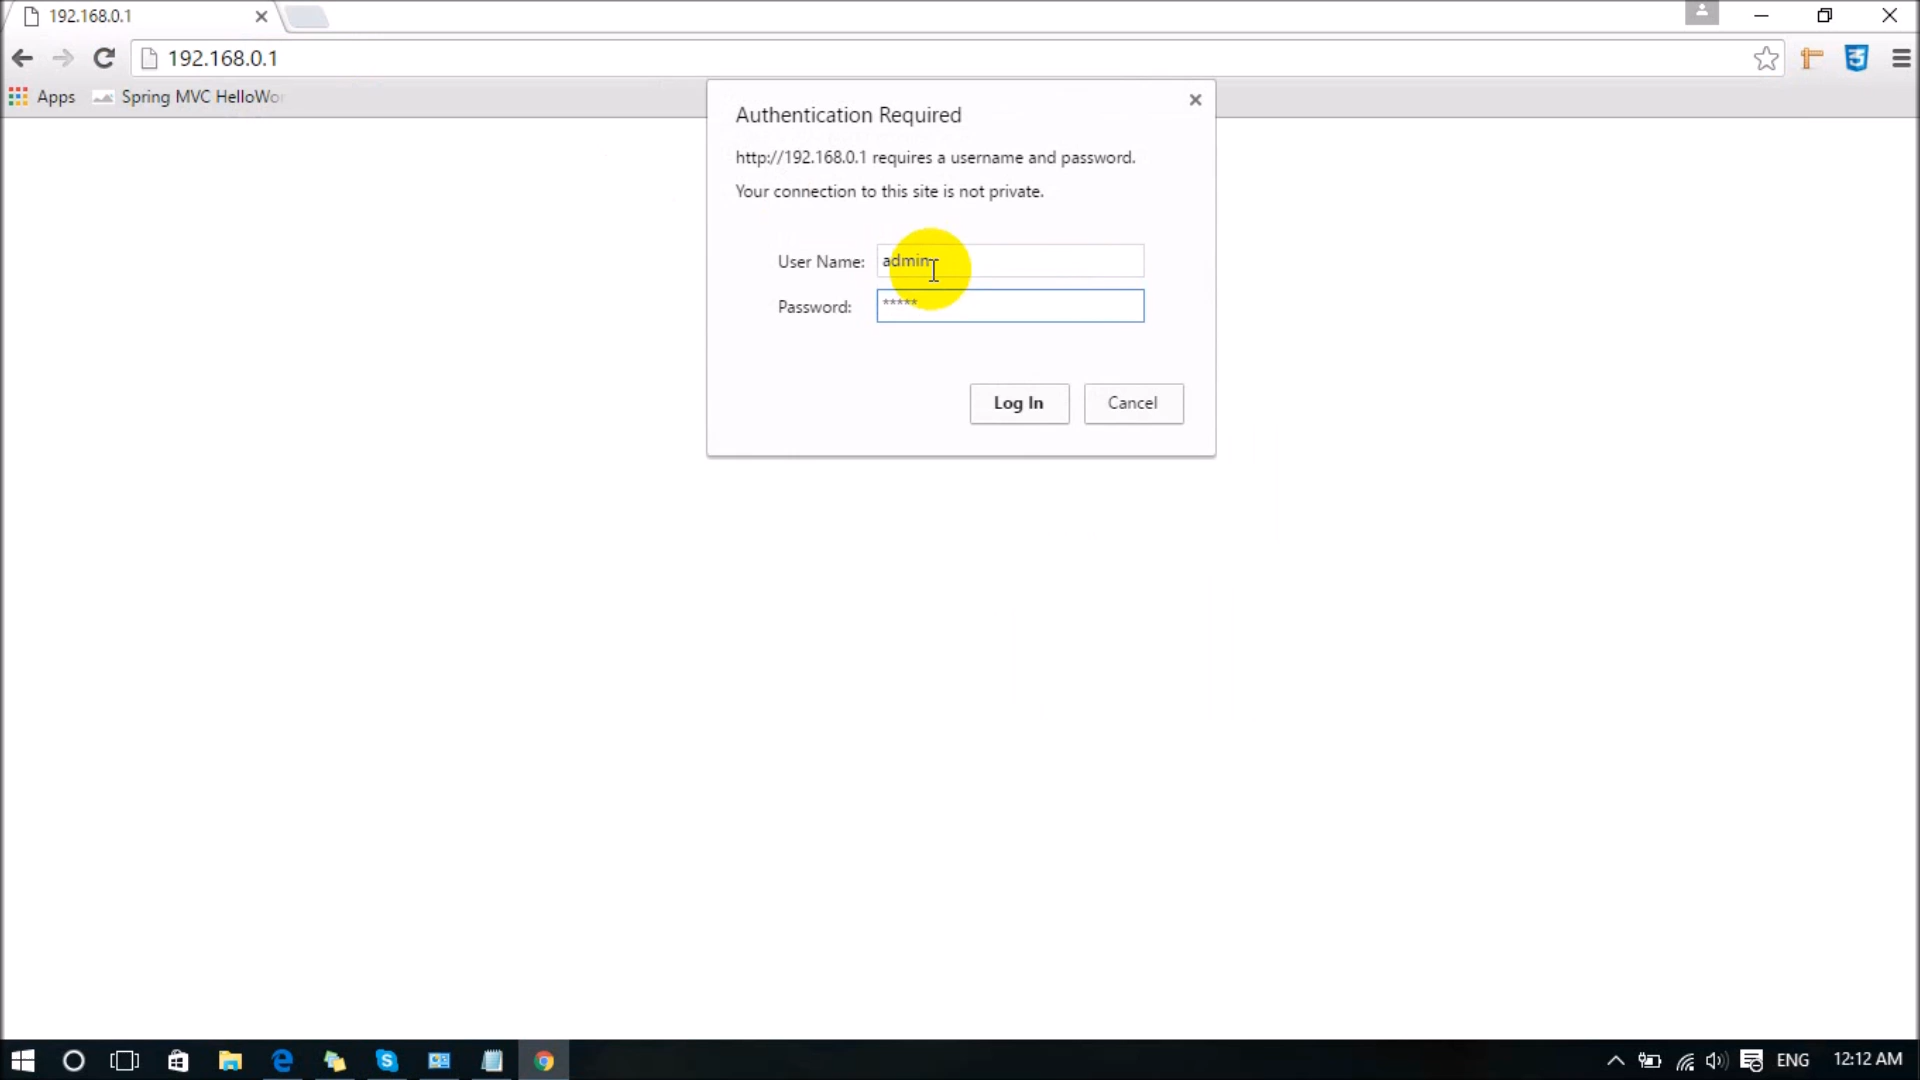 192.168.0.1
192.168.0.1
Apps Spring MVC HelloWor
Authentication Required
http://192.168.0.1 requires a username and password.
Your connection to this site is not private.
User Name: admin
Password: *****
Log In Cancel
ENG 12:12 AM